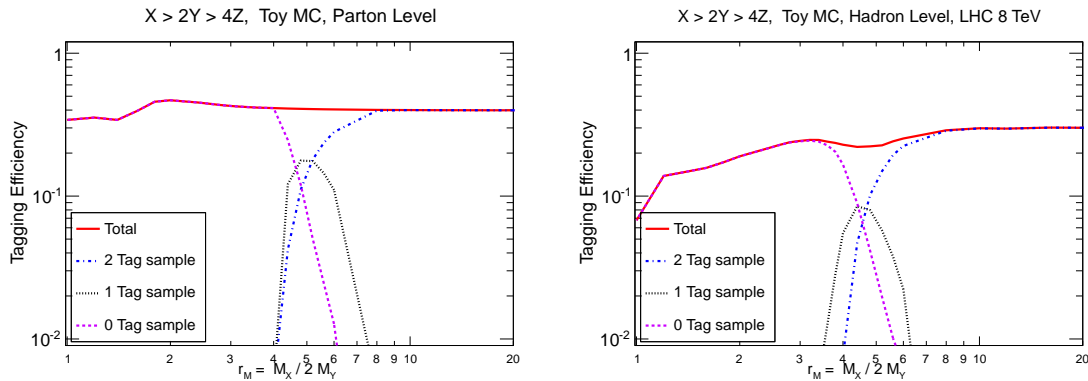 X > 2Y > 4Z, Toy MC, Parton Level
Tagging Efficiency
1
10⁻¹
10⁻²
Total
2 Tag sample
1 Tag sample
0 Tag sample
1 2 3 4 5 6 7 8 9 10 20
r_M = M_X / 2 M_Y
X > 2Y > 4Z, Toy MC, Hadron Level, LHC 8 TeV
Tagging Efficiency
1
10⁻¹
10⁻²
Total
2 Tag sample
1 Tag sample
0 Tag sample
1 2 3 4 5 6 7 8 9 10 20
r_M = M_X / 2 M_Y